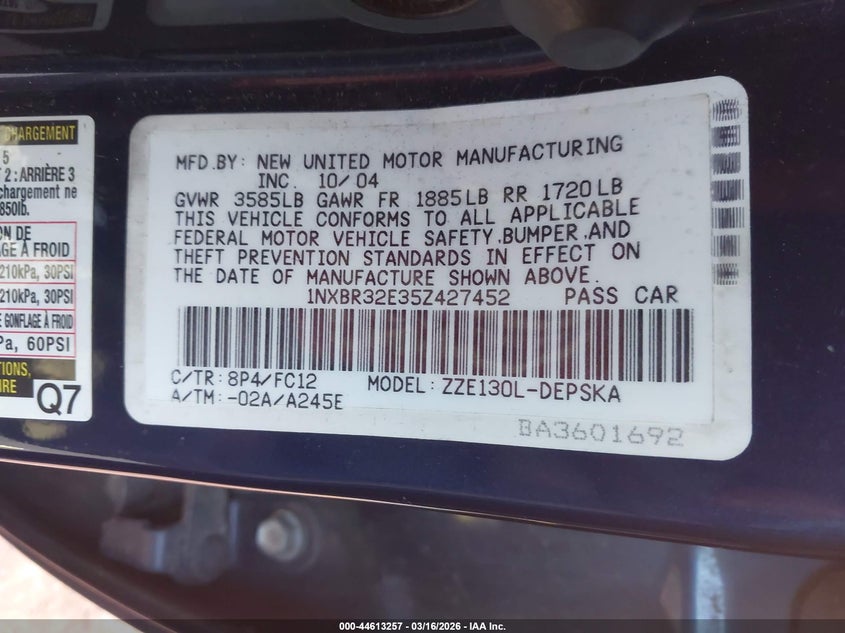 CHARGEMENT
5
2 : ARRIÈRE 3
chargement ne
850lb.
ON DE
AGE À FROID
210kPa, 30PSI
210kPa, 30PSI
E GONFLAGE À FROID
Pa, 60PSI
TIONS,
IRE
Q7
MFD.BY: NEW UNITED MOTOR MANUFACTURING
INC. 10/04
GVWR 3585LB GAWR FR 1885LB RR 1720LB
THIS VEHICLE CONFORMS TO ALL APPLICABLE
FEDERAL MOTOR VEHICLE SAFETY,BUMPER,AND
THEFT PREVENTION STANDARDS IN EFFECT ON
THE DATE OF MANUFACTURE SHOWN ABOVE.
1NXBR32E35Z427452 PASS CAR
C/TR: 8P4/FC12 MODEL: ZZE130L-DEPSKA
A/TM: -02A/A245E
BA3601692
000-44613257 - 03/16/2026 - IAA Inc.